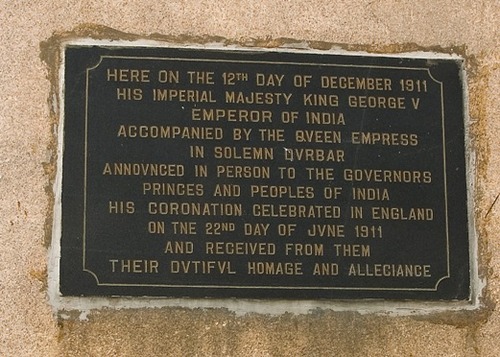 HERE ON THE 12TH DAY OF DECEMBER 1911
HIS IMPERIAL MAJESTY KING GEORGE V
EMPEROR OF INDIA
ACCOMPANIED BY THE QVEEN EMPRESS
IN SOLEMN DVRBAR
ANNOVNCED IN PERSON TO THE GOVERNORS
PRINCES AND PEOPLES OF INDIA
HIS CORONATION CELEBRATED IN ENGLAND
ON THE 22ND DAY OF JVNE 1911
AND RECEIVED FROM THEM
THEIR DVTIFVL HOMAGE AND ALLEGIANCE